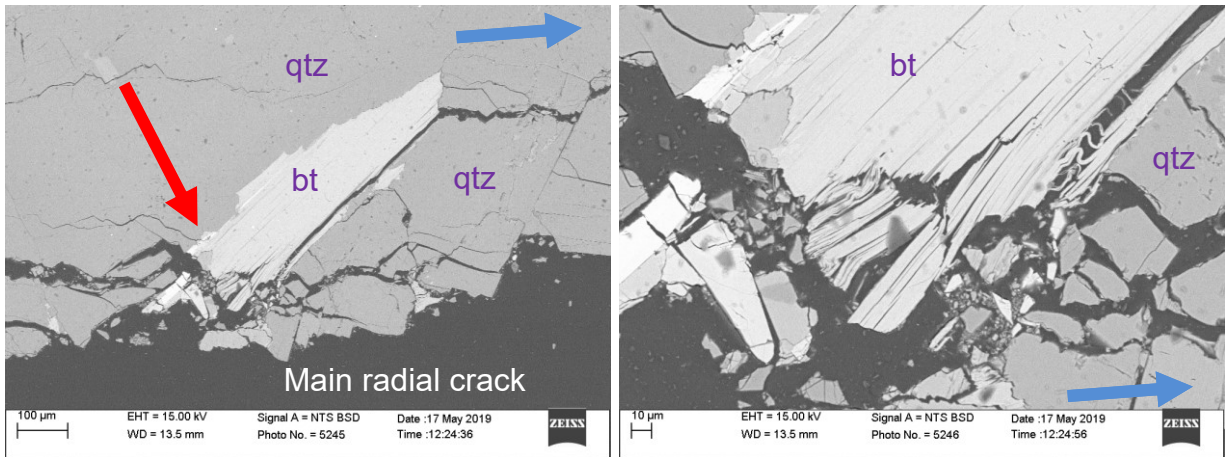 qtz
bt
qtz
Main radial crack
100 µm
EHT = 15.00 kV
WD = 13.5 mm
Signal A = NTS BSD
Photo No. = 5245
Date :17 May 2019
Time :12:24:36
ZEISS
bt
qtz
10 µm
EHT = 15.00 kV
WD = 13.5 mm
Signal A = NTS BSD
Photo No. = 5246
Date :17 May 2019
Time :12:24:56
ZEISS